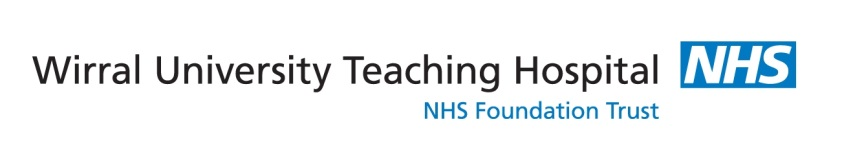 Wirral University Teaching Hospital NHS
NHS Foundation Trust